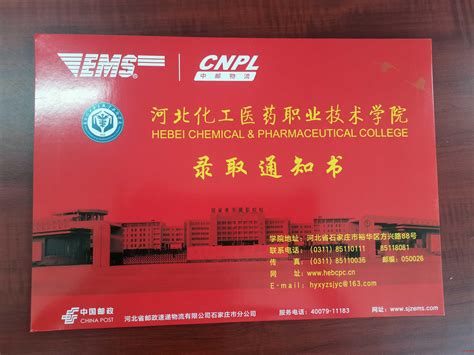 EMS
CNPL
中邮物流
河北化工医药职业技术学院
HEBEI CHEMICAL & PHARMACEUTICAL COLLEGE
录取通知书
学院地址：河北省石家庄市裕华区方兴路88号
联系电话：（0311）85110111 85118081
传 真：（0311）85110036 邮编：050026
网 址：www.hebcpc.cn
E-mail：hyxyzsjyc@163.com
中国邮政
CHINA POST
河北省邮政速递物流有限公司石家庄市分公司
服务电话：40079-11183
网址：www.sjzems.com